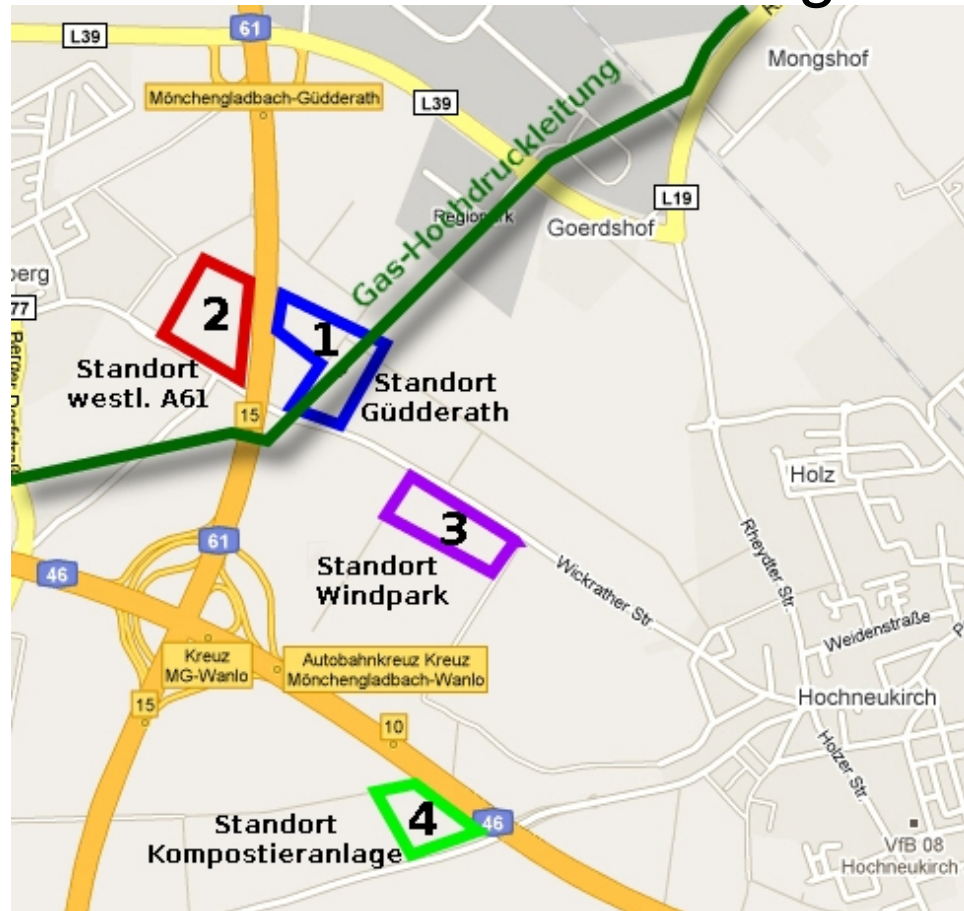 g
L39
61
Mongshof
Mönchengladbach-Güdderath
L39
Gas-Hochdruckleitung
L19
Goerdshof
berg
77
2
1
Standort
westl. A61
Standort
Güdderath
15
Holz
3
61
46
Standort
Windpark
Wickrather Str.
Rheydter Str.
Weidenstraße
Kreuz
MG-Wanlo
Autobahnkreuz Kreuz
Mönchengladbach-Wanlo
Hochneukirch
15
10
Holzer Str.
4
46
Standort
Kompostieranlage
VfB 08
Hochneukirch